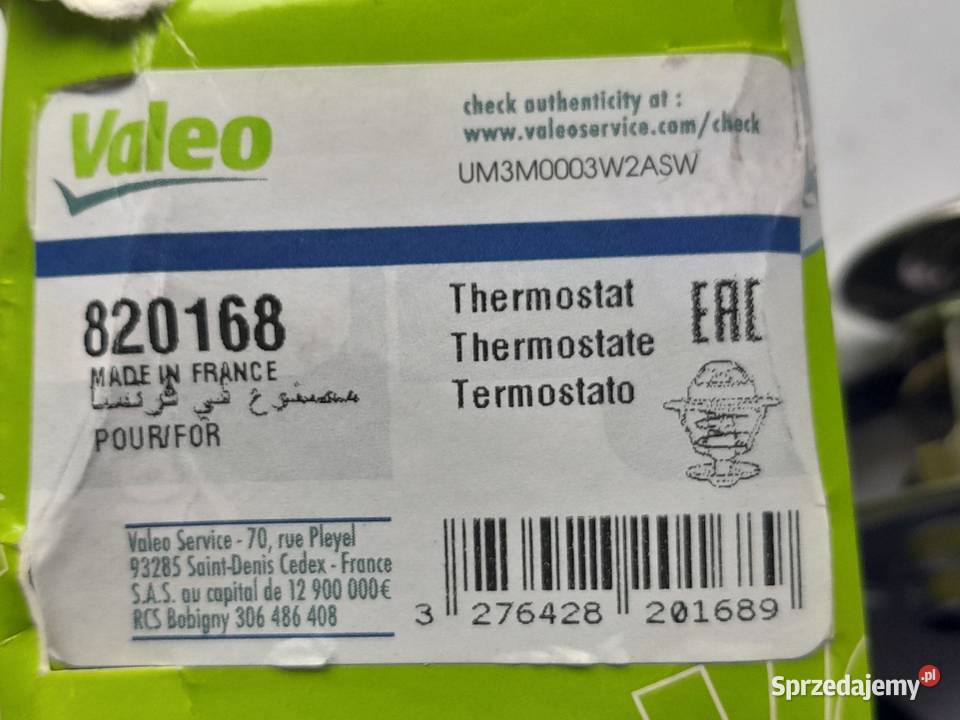 Valeo
check authenticity at :
www.valeoservice.com/check
UM3M0003W2ASW
820168
MADE IN FRANCE
مصنوع في فرنسا
POUR/FOR
Thermostat
Thermostate
Termostato
EAC
Valeo Service - 70, rue Pleyel
93285 Saint-Denis Cedex - France
S.A.S. au capital de 12 900 000€
RCS Bobigny 306 486 408
3 276428 201689
Sprzedajemy.pl